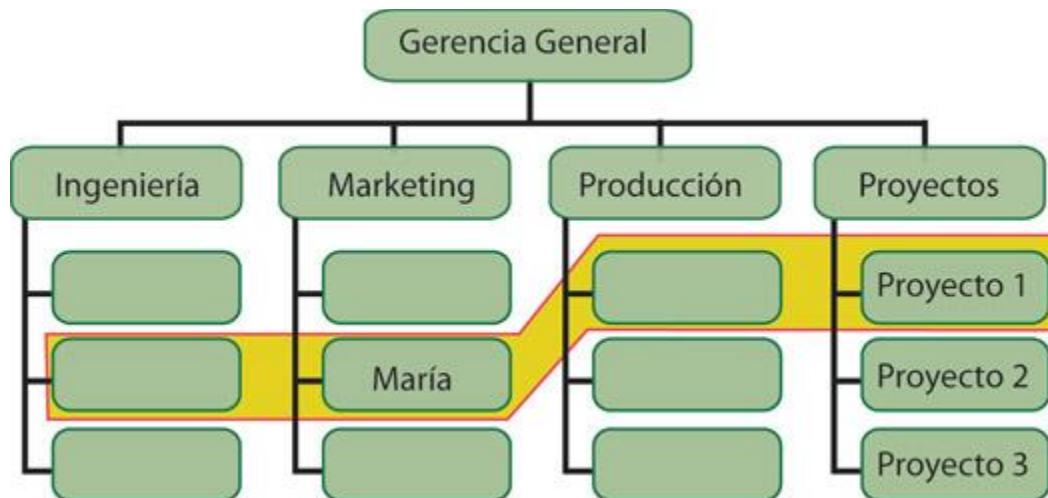 Gerencia General
Ingeniería
Marketing
Producción
Proyectos
Proyecto 1
María
Proyecto 2
Proyecto 3